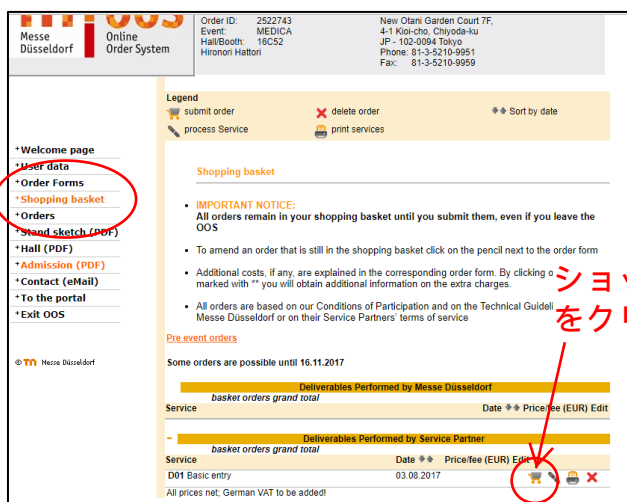 Messe
Düsseldorf
Online
Order System
Order ID: 2522743
Event: MEDICA
Hall/Booth: 16C52
Hironori Hattori
New Otani Garden Court 7F,
4-1 Kioi-cho, Chiyoda-ku
JP - 102-0094 Tokyo
Phone: 81-3-5210-9951
Fax: 81-3-5210-9959
Legend
submit order
delete order
Sort by date
process Service
print services
+Welcome page
+User data
+Order Forms
+Shopping basket
+Orders
+Stand sketch (PDF)
+Hall (PDF)
+Admission (PDF)
+Contact (eMail)
+To the portal
+Exit OOS
© Messe Düsseldorf
Shopping basket
• IMPORTANT NOTICE:
All orders remain in your shopping basket until you submit them, even if you leave the
OOS
• To amend an order that is still in the shopping basket click on the pencil next to the order form
• Additional costs, if any, are explained in the corresponding order form. By clicking o
marked with ** you will obtain additional information on the extra charges.
• All orders are based on our Conditions of Participation and on the Technical Guideli
Messe Düsseldorf or on their Service Partners' terms of service
ショッ
をクリ
Pre event orders
Some orders are possible until 16.11.2017
Deliverables Performed by Messe Düsseldorf
basket orders grand total
Service Date Price/fee (EUR) Edit
- Deliverables Performed by Service Partner
basket orders grand total
Service Date Price/fee (EUR) Edit
D01 Basic entry 03.08.2017
All prices net; German VAT to be added!